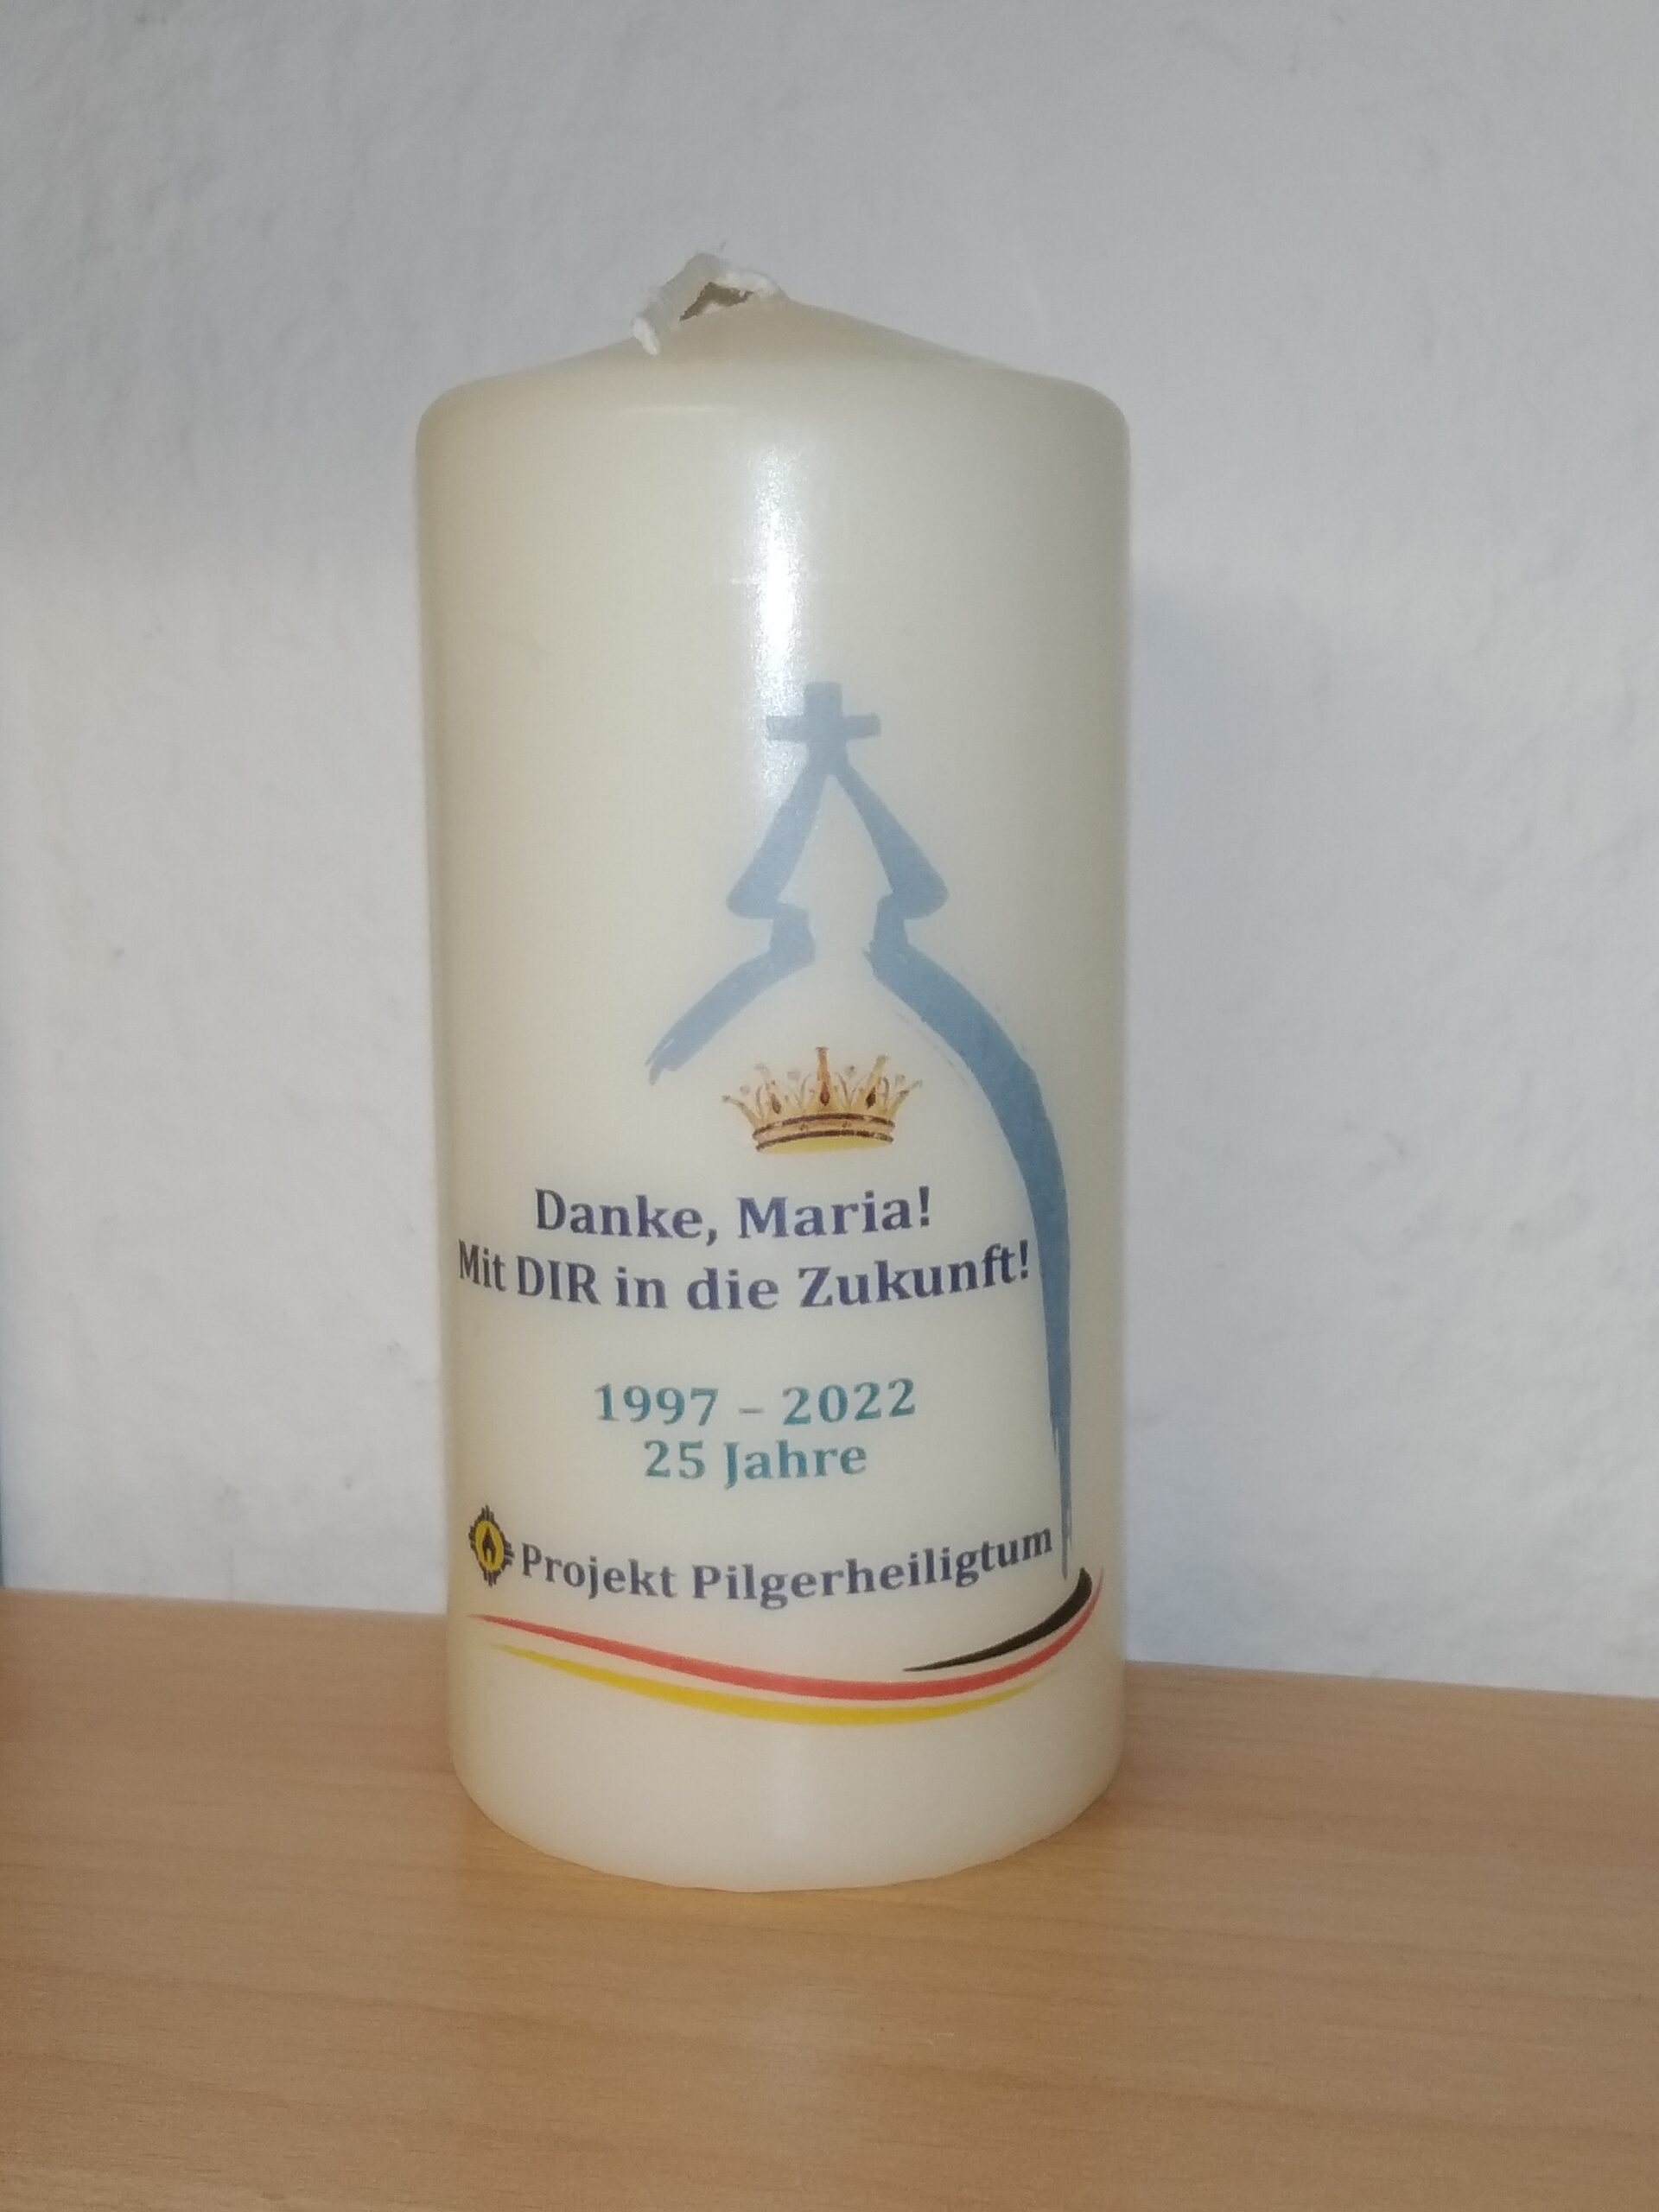 Danke, Maria!
Mit DIR in die Zukunft!
1997 – 2022
25 Jahre
Projekt Pilgerheiligtum